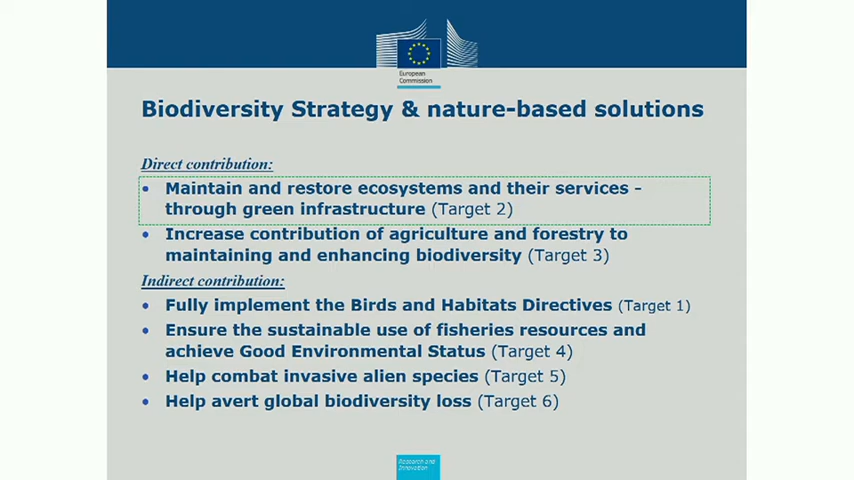 European
Commission
Biodiversity Strategy & nature-based solutions
Direct contribution:
• Maintain and restore ecosystems and their services -
through green infrastructure (Target 2)
• Increase contribution of agriculture and forestry to
maintaining and enhancing biodiversity (Target 3)
Indirect contribution:
• Fully implement the Birds and Habitats Directives (Target 1)
• Ensure the sustainable use of fisheries resources and
achieve Good Environmental Status (Target 4)
• Help combat invasive alien species (Target 5)
• Help avert global biodiversity loss (Target 6)
Research and
Innovation